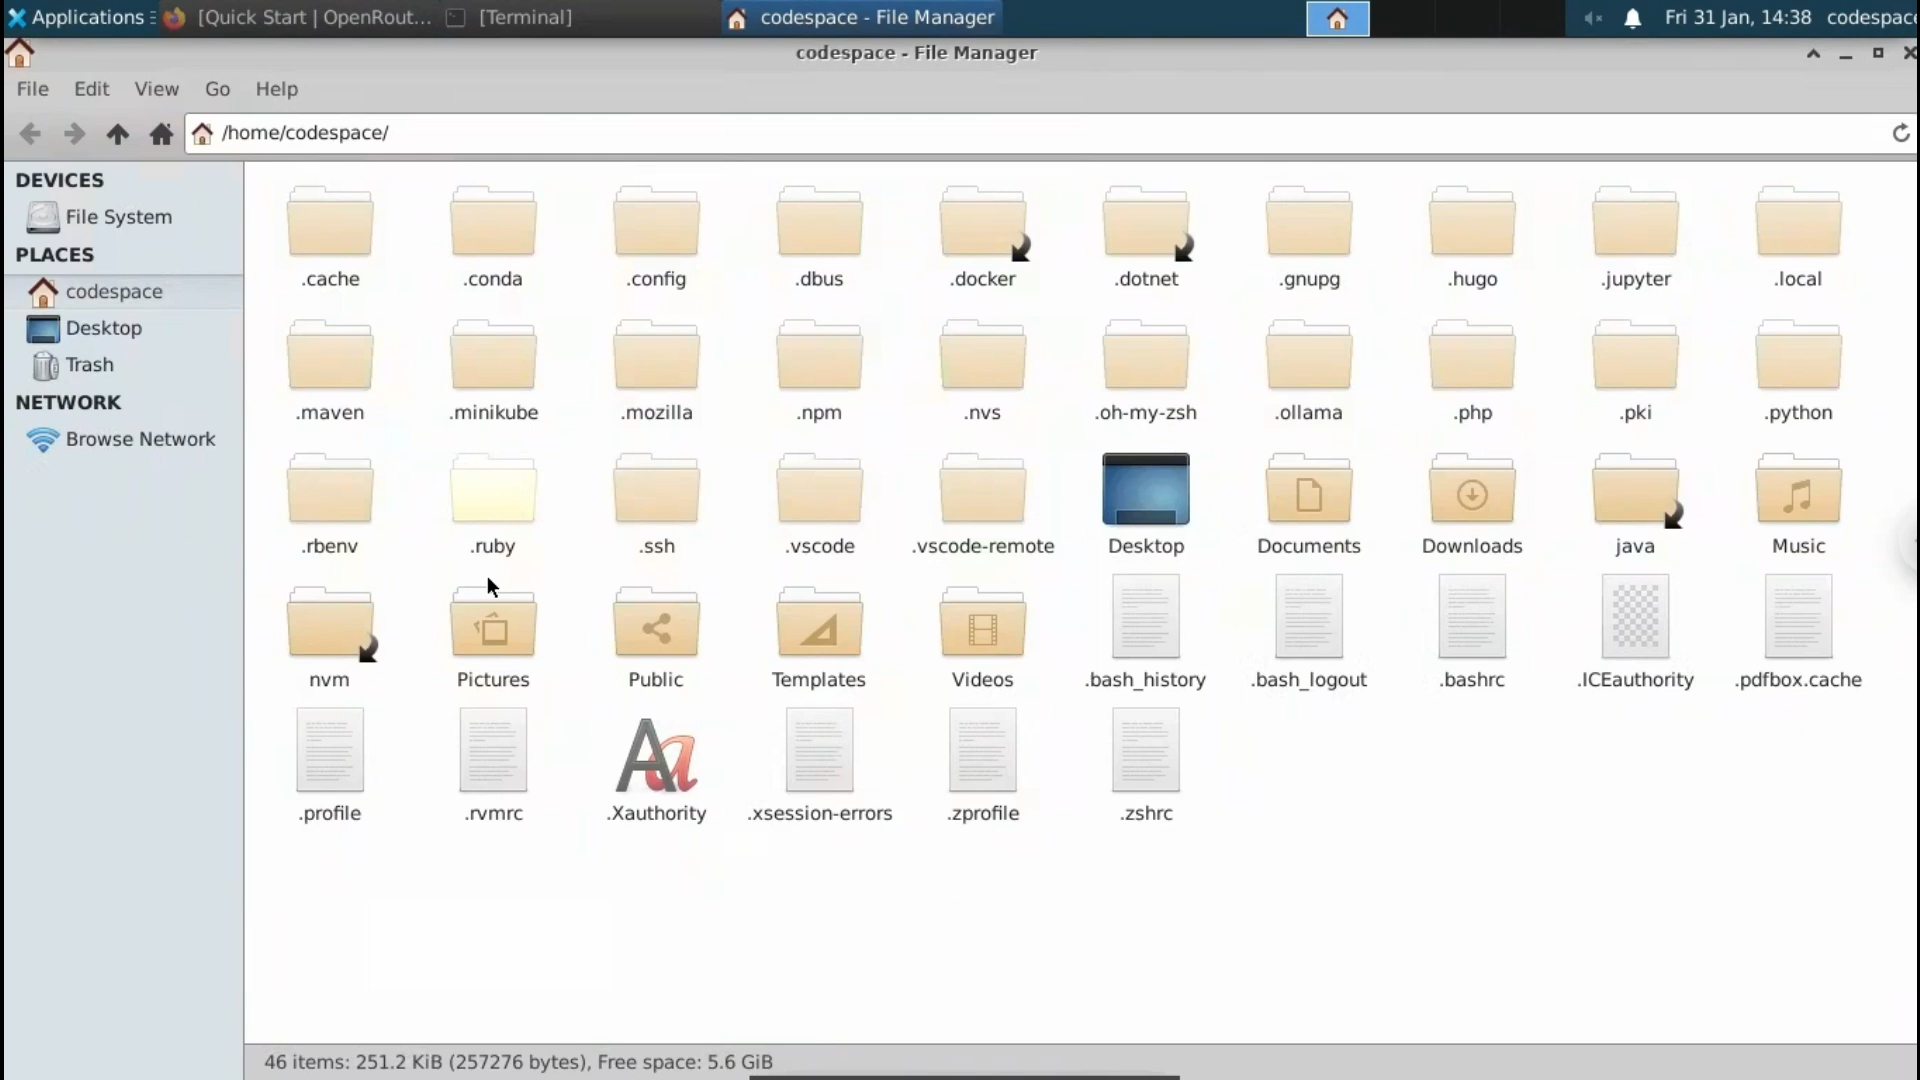 Applications [Quick Start | OpenRout... [Terminal] codespace - File Manager Fri 31 Jan, 14:38 codespace
codespace - File Manager
File Edit View Go Help
/home/codespace/
DEVICES
File System
PLACES
codespace
Desktop
Trash
NETWORK
Browse Network
.cache .conda .config .dbus .docker .dotnet .gnupg .hugo .jupyter .local
.maven .minikube .mozilla .npm .nvs .oh-my-zsh .ollama .php .pki .python
.rbenv .ruby .ssh .vscode .vscode-remote Desktop Documents Downloads java Music
nvm Pictures Public Templates Videos .bash_history .bash_logout .bashrc .ICEauthority .pdfbox.cache
.profile .rvmrc .Xauthority .xsession-errors .zprofile .zshrc
46 items: 251.2 KiB (257276 bytes), Free space: 5.6 GiB